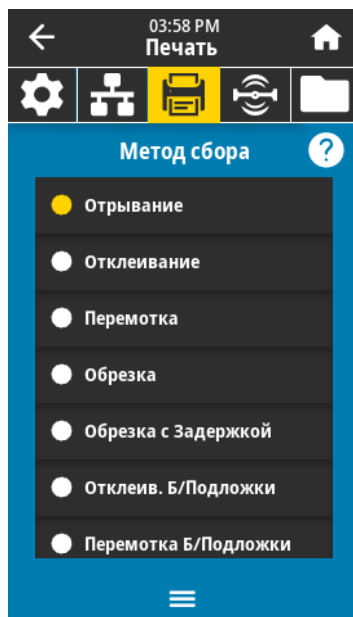 03:58 PM
Печать
Метод сбора
?
Отрывание
Отклеивание
Перемотка
Обрезка
Обрезка с Задержкой
Отклеив. Б/Подложки
Перемотка Б/Подложки